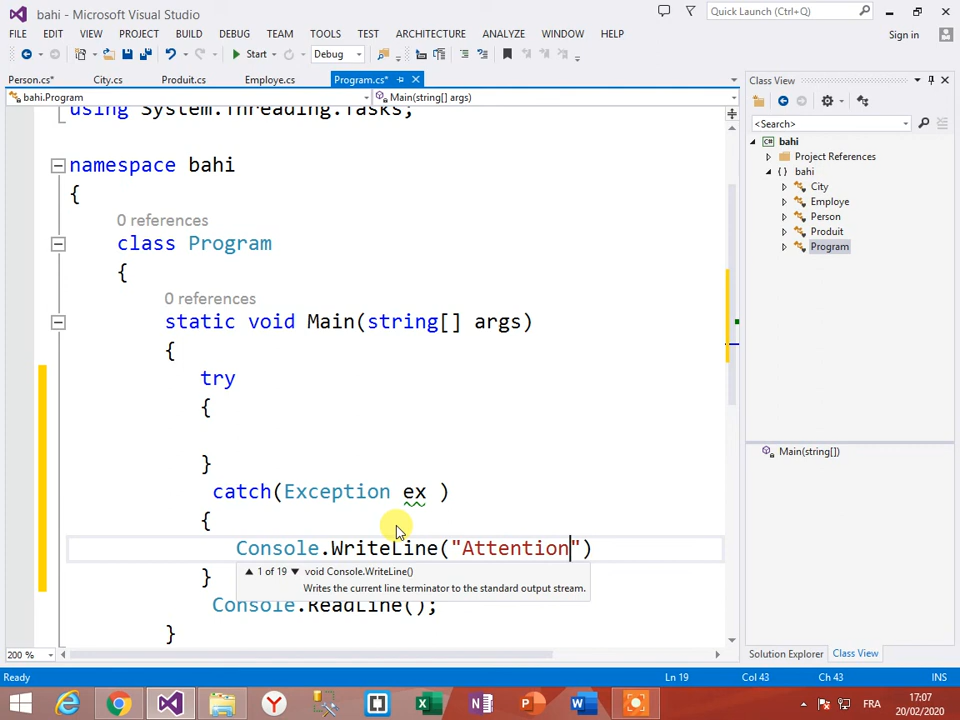 bahi - Microsoft Visual Studio
Quick Launch (Ctrl+Q)
FILE EDIT VIEW PROJECT BUILD DEBUG TEAM TOOLS TEST ARCHITECTURE ANALYZE WINDOW HELP
Sign in
Start Debug
Person.cs* City.cs Produit.cs Employe.cs Program.cs*
Class View
bahi.Program Main(string[] args)
<Search>
using System.Threading.Tasks;
namespace bahi
{
0 references
class Program
{
0 references
static void Main(string[] args)
{
try
{
}
catch(Exception ex )
{
Console.WriteLine("Attention")
1 of 19 void Console.WriteLine()
Writes the current line terminator to the standard output stream.
}
Console.ReadLine();
}
bahi
Project References
bahi
City
Employe
Person
Produit
Program
Main(string[])
200 %
Solution Explorer Class View
Ready Ln 19 Col 43 Ch 43 INS
FRA
17:07
20/02/2020